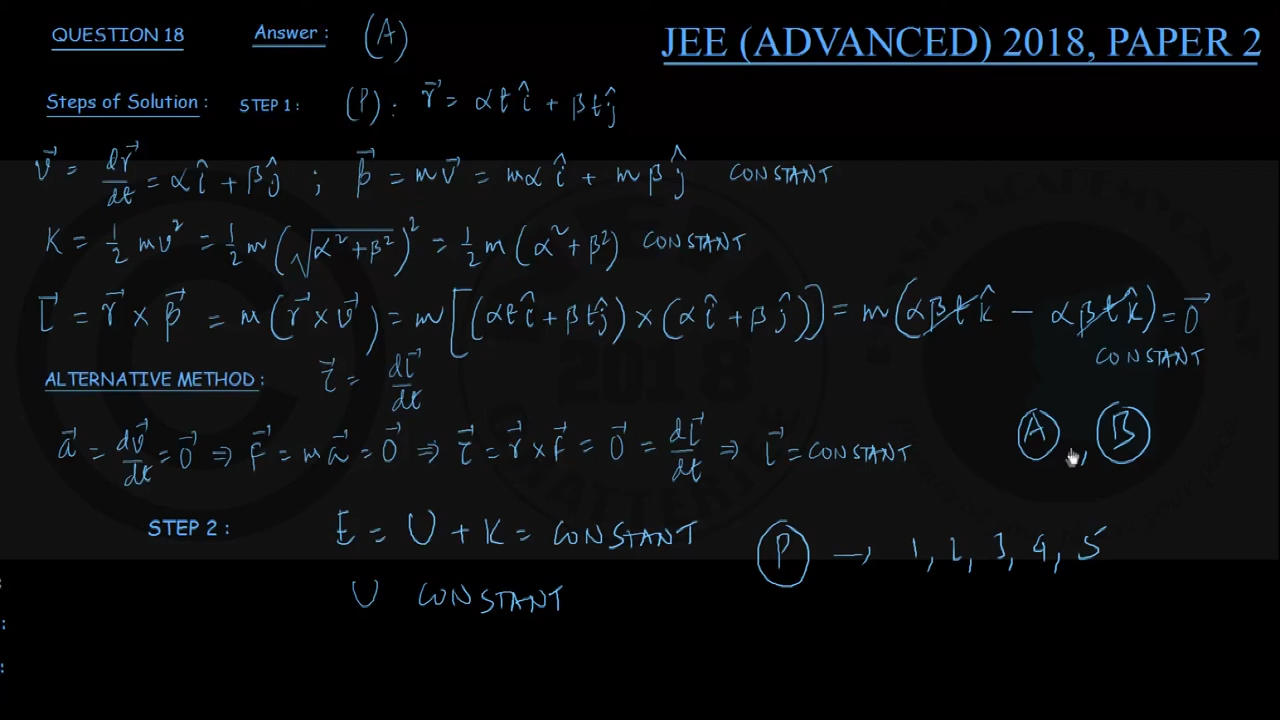 QUESTION 18 Answer : (A) JEE (ADVANCED) 2018, PAPER 2
Steps of Solution : STEP 1 : (P) : r⃗ = αt î + βt ĵ
v⃗ = dr⃗/dt = α î + β ĵ ; p⃗ = m v⃗ = mα î + mβ ĵ CONSTANT
K = 1/2 mv² = 1/2 m (√(α² + β²))² = 1/2 m (α² + β²) CONSTANT
L⃗ = r⃗ × p⃗ = m (r⃗ × v⃗) = m [(αt î + βt ĵ) × (α î + β ĵ)] = m (αβt k̂ − αβt k̂) = 0⃗
CONSTANT
ALTERNATIVE METHOD : τ⃗ = dL⃗/dt
a⃗ = dv⃗/dt = 0⃗ ⇒ F⃗ = m a⃗ = 0⃗ ⇒ τ⃗ = r⃗ × F⃗ = 0⃗ = dL⃗/dt ⇒ L⃗ = CONSTANT
A , B
STEP 2 : E = U + K = CONSTANT
P → 1, 2, 3, 4, 5
U CONSTANT